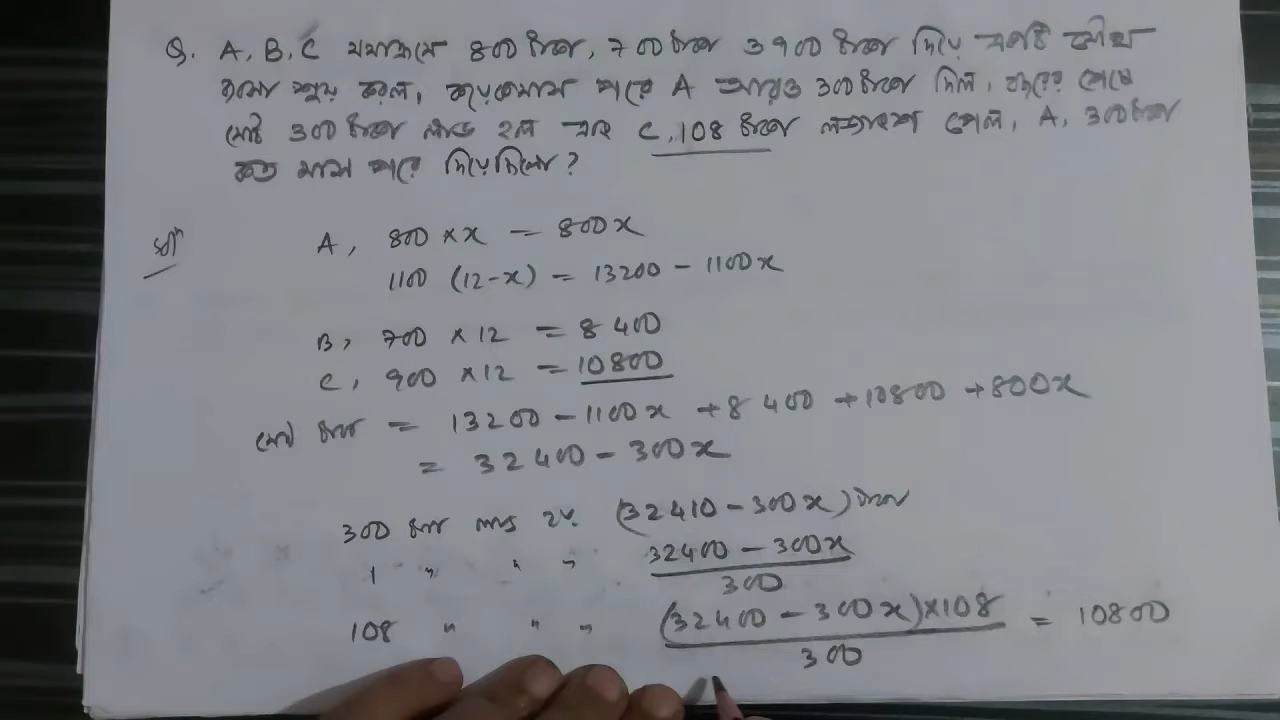 Q. A, B, C যথাক্রমে 800 টাকা, 700 টাকা ও 900 টাকা দিয়ে একটি যৌথ
ব্যবসা শুরু করল, কয়েকমাস পরে A আরও 300 টাকা দিল, বছরের শেষে
মোট 300 টাকা লাভ হল এবং C, 108 টাকা লভ্যাংশ পেল, A, 300 টাকা
কত মাস পরে দিয়েছিলো?
A, 800 × x = 800x
1100 (12-x) = 13200 - 1100x
B, 700 × 12 = 8400
C, 900 × 12 = 10800
মোট টাকা = 13200 - 1100x + 8400 + 10800 + 800x
= 32400 - 300x
300 টাকা লাভ হয় (32410 - 300x) টাকা
1 " " " 32400 - 300x / 300
108 " " " (32400 - 300x) × 108 / 300 = 10800